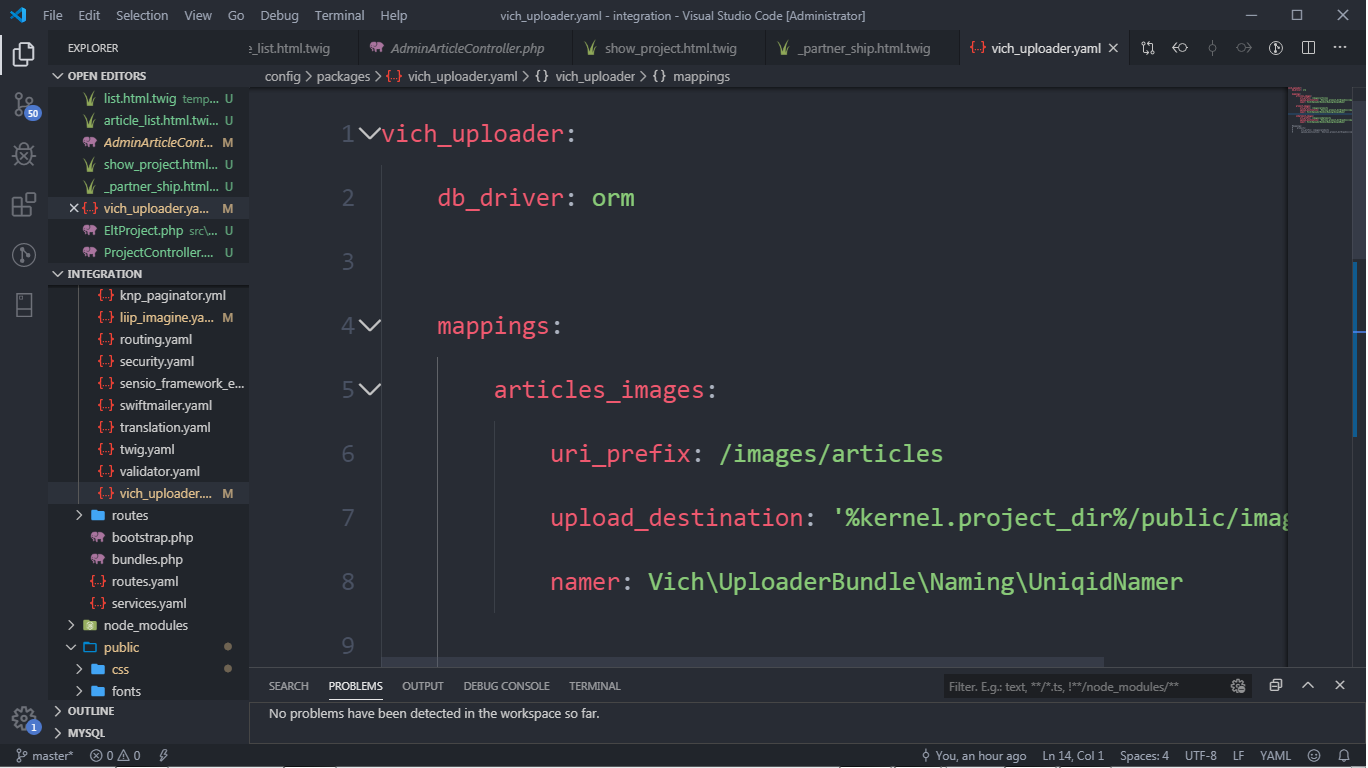 File Edit Selection View Go Debug Terminal Help vich_uploader.yaml - integration - Visual Studio Code [Administrator]
EXPLORER
e_list.html.twig AdminArticleController.php show_project.html.twig _partner_ship.html.twig vich_uploader.yaml
config > packages > vich_uploader.yaml > {} vich_uploader > {} mappings
OPEN EDITORS
list.html.twig temp... U
article_list.html.twi... U
AdminArticleCont... M
show_project.html... U
_partner_ship.html... U
vich_uploader.ya... M
EltProject.php src\... U
ProjectController.... U
INTEGRATION
knp_paginator.yml
liip_imagine.ya... M
routing.yaml
security.yaml
sensio_framework_e...
swiftmailer.yaml
translation.yaml
twig.yaml
validator.yaml
vich_uploader.... M
routes
bootstrap.php
bundles.php
routes.yaml
services.yaml
node_modules
public
css
fonts
OUTLINE
MYSQL
50
1
1 vich_uploader:
2 db_driver: orm
3
4 mappings:
5 articles_images:
6 uri_prefix: /images/articles
7 upload_destination: '%kernel.project_dir%/public/imag
8 namer: Vich\UploaderBundle\Naming\UniqidNamer
9
SEARCH PROBLEMS OUTPUT DEBUG CONSOLE TERMINAL Filter. E.g.: text, **/*.ts, !**/node_modules/**
No problems have been detected in the workspace so far.
master* 0 0 You, an hour ago Ln 14, Col 1 Spaces: 4 UTF-8 LF YAML